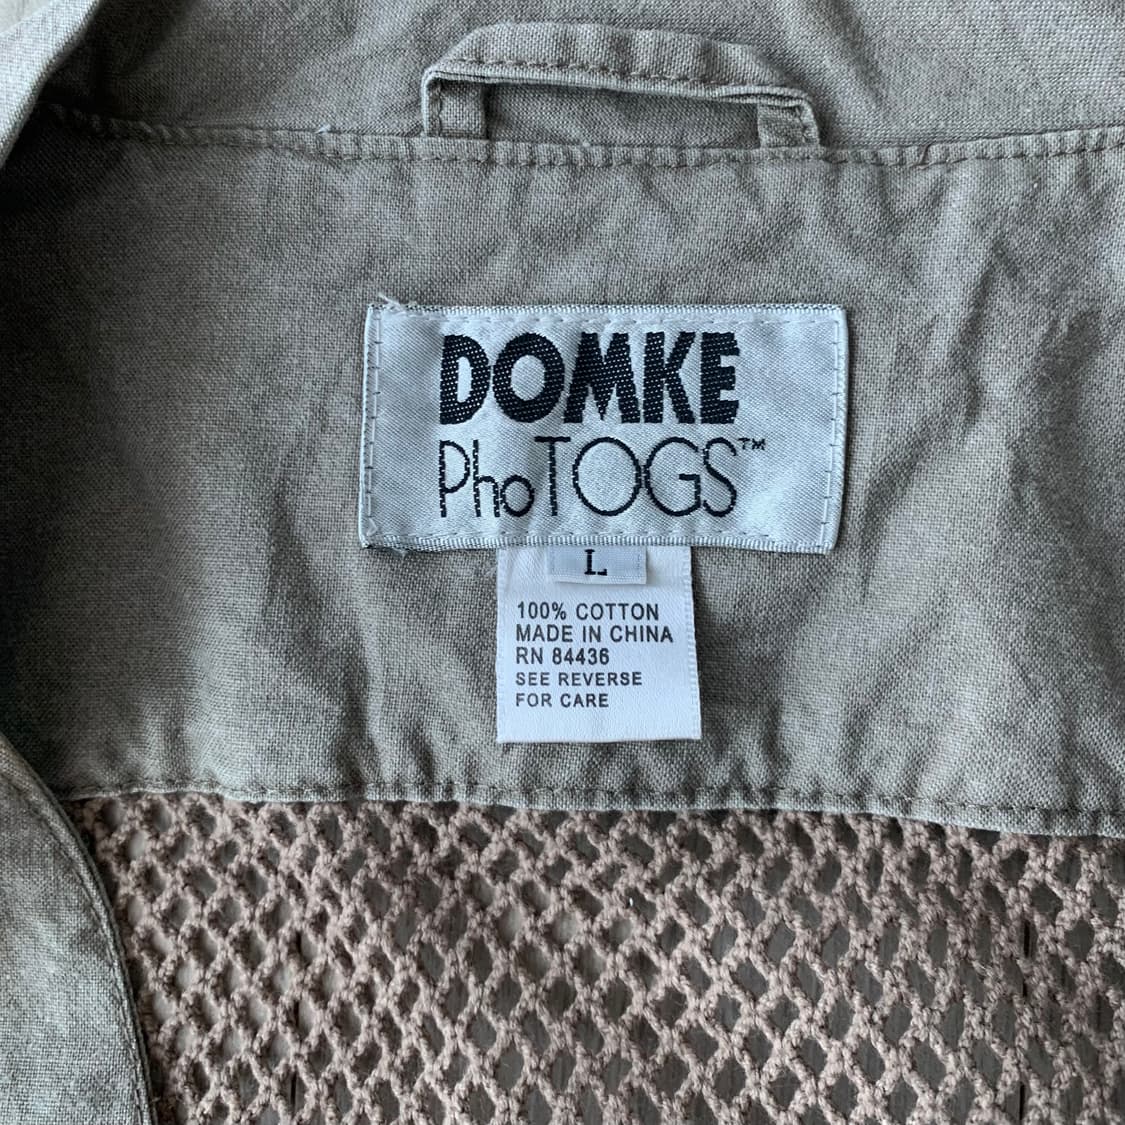 DOMKE
PhoTOGS™
L
100% COTTON
MADE IN CHINA
RN 84436
SEE REVERSE
FOR CARE